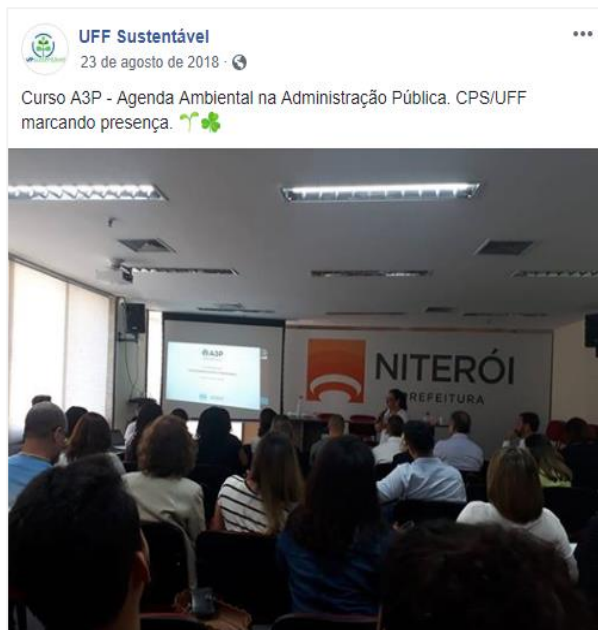 UFF Sustentável
23 de agosto de 2018
Curso A3P - Agenda Ambiental na Administração Pública. CPS/UFF
marcando presença.
A3P
NITERÓI
PREFEITURA